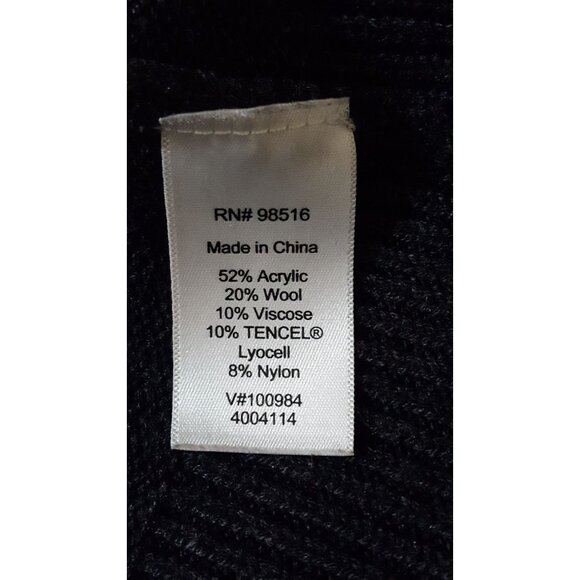 RN# 98516
Made in China
52% Acrylic
20% Wool
10% Viscose
10% TENCEL®
Lyocell
8% Nylon
V#100984
4004114